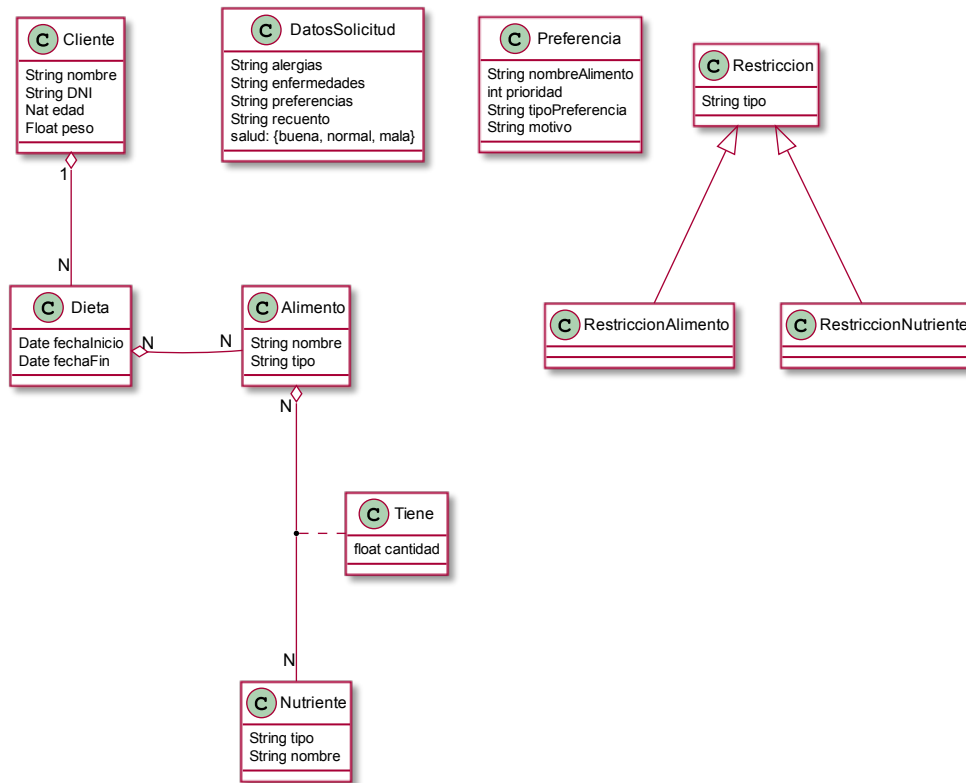 C Cliente
String nombre
String DNI
Nat edad
Float peso
C DatosSolicitud
String alergias
String enfermedades
String preferencias
String recuento
salud: {buena, normal, mala}
C Preferencia
String nombreAlimento
int prioridad
String tipoPreferencia
String motivo
C Restriccion
String tipo
1
N
C Dieta
Date fechaInicio
Date fechaFin
N
N
C Alimento
String nombre
String tipo
C RestriccionAlimento
C RestriccionNutriente
N
C Tiene
float cantidad
N
C Nutriente
String tipo
String nombre